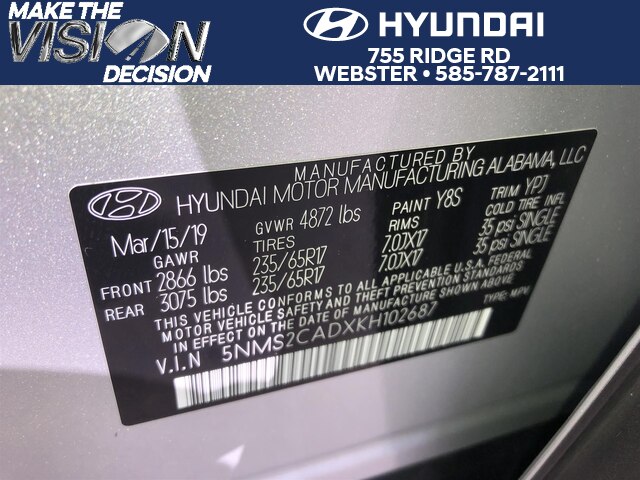 MAKE THE
VISION
DECISION
HYUNDAI
755 RIDGE RD
WEBSTER • 585-787-2111
MANUFACTURED BY
HYUNDAI MOTOR MANUFACTURING ALABAMA, LLC
Mar/15/19 GVWR 4872 lbs PAINT Y8S TRIM YPJ
GAWR TIRES RIMS COLD TIRE INFL
FRONT 2866 lbs 235/65R17 7.0JX17 35 psi SINGLE
REAR 3075 lbs 235/65R17 7.0JX17 35 psi SINGLE
THIS VEHICLE CONFORMS TO ALL APPLICABLE U.S.A. FEDERAL
MOTOR VEHICLE SAFETY AND THEFT PREVENTION STANDARDS
IN EFFECT ON THE DATE OF MANUFACTURE SHOWN ABOVE.
V.I.N 5NMS2CADXKH102687 TYPE: MPV